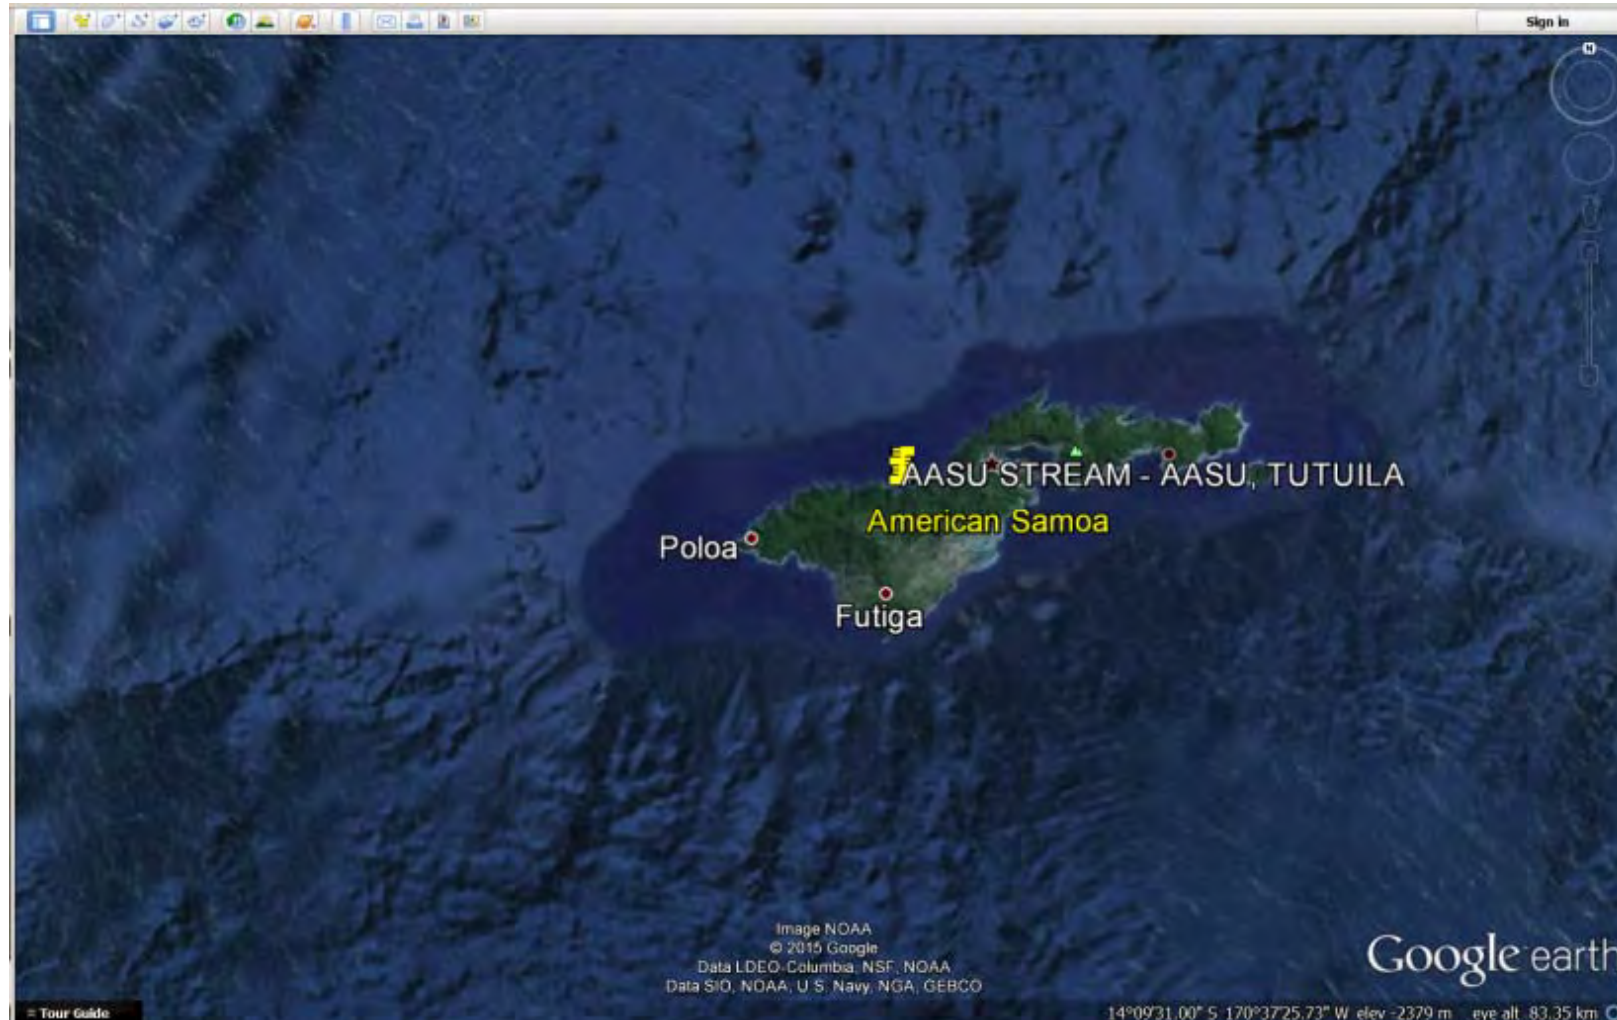 Sign in
N
AASU STREAM - AASU, TUTUILA
American Samoa
Poloa
Futiga
Image NOAA
© 2015 Google
Data LDEO-Columbia, NSF, NOAA
Data SIO, NOAA, U.S. Navy, NGA, GEBCO
Google earth
Tour Guide
14°09'31.00" S 170°37'25.73" W elev -2379 m eye alt 83.35 km